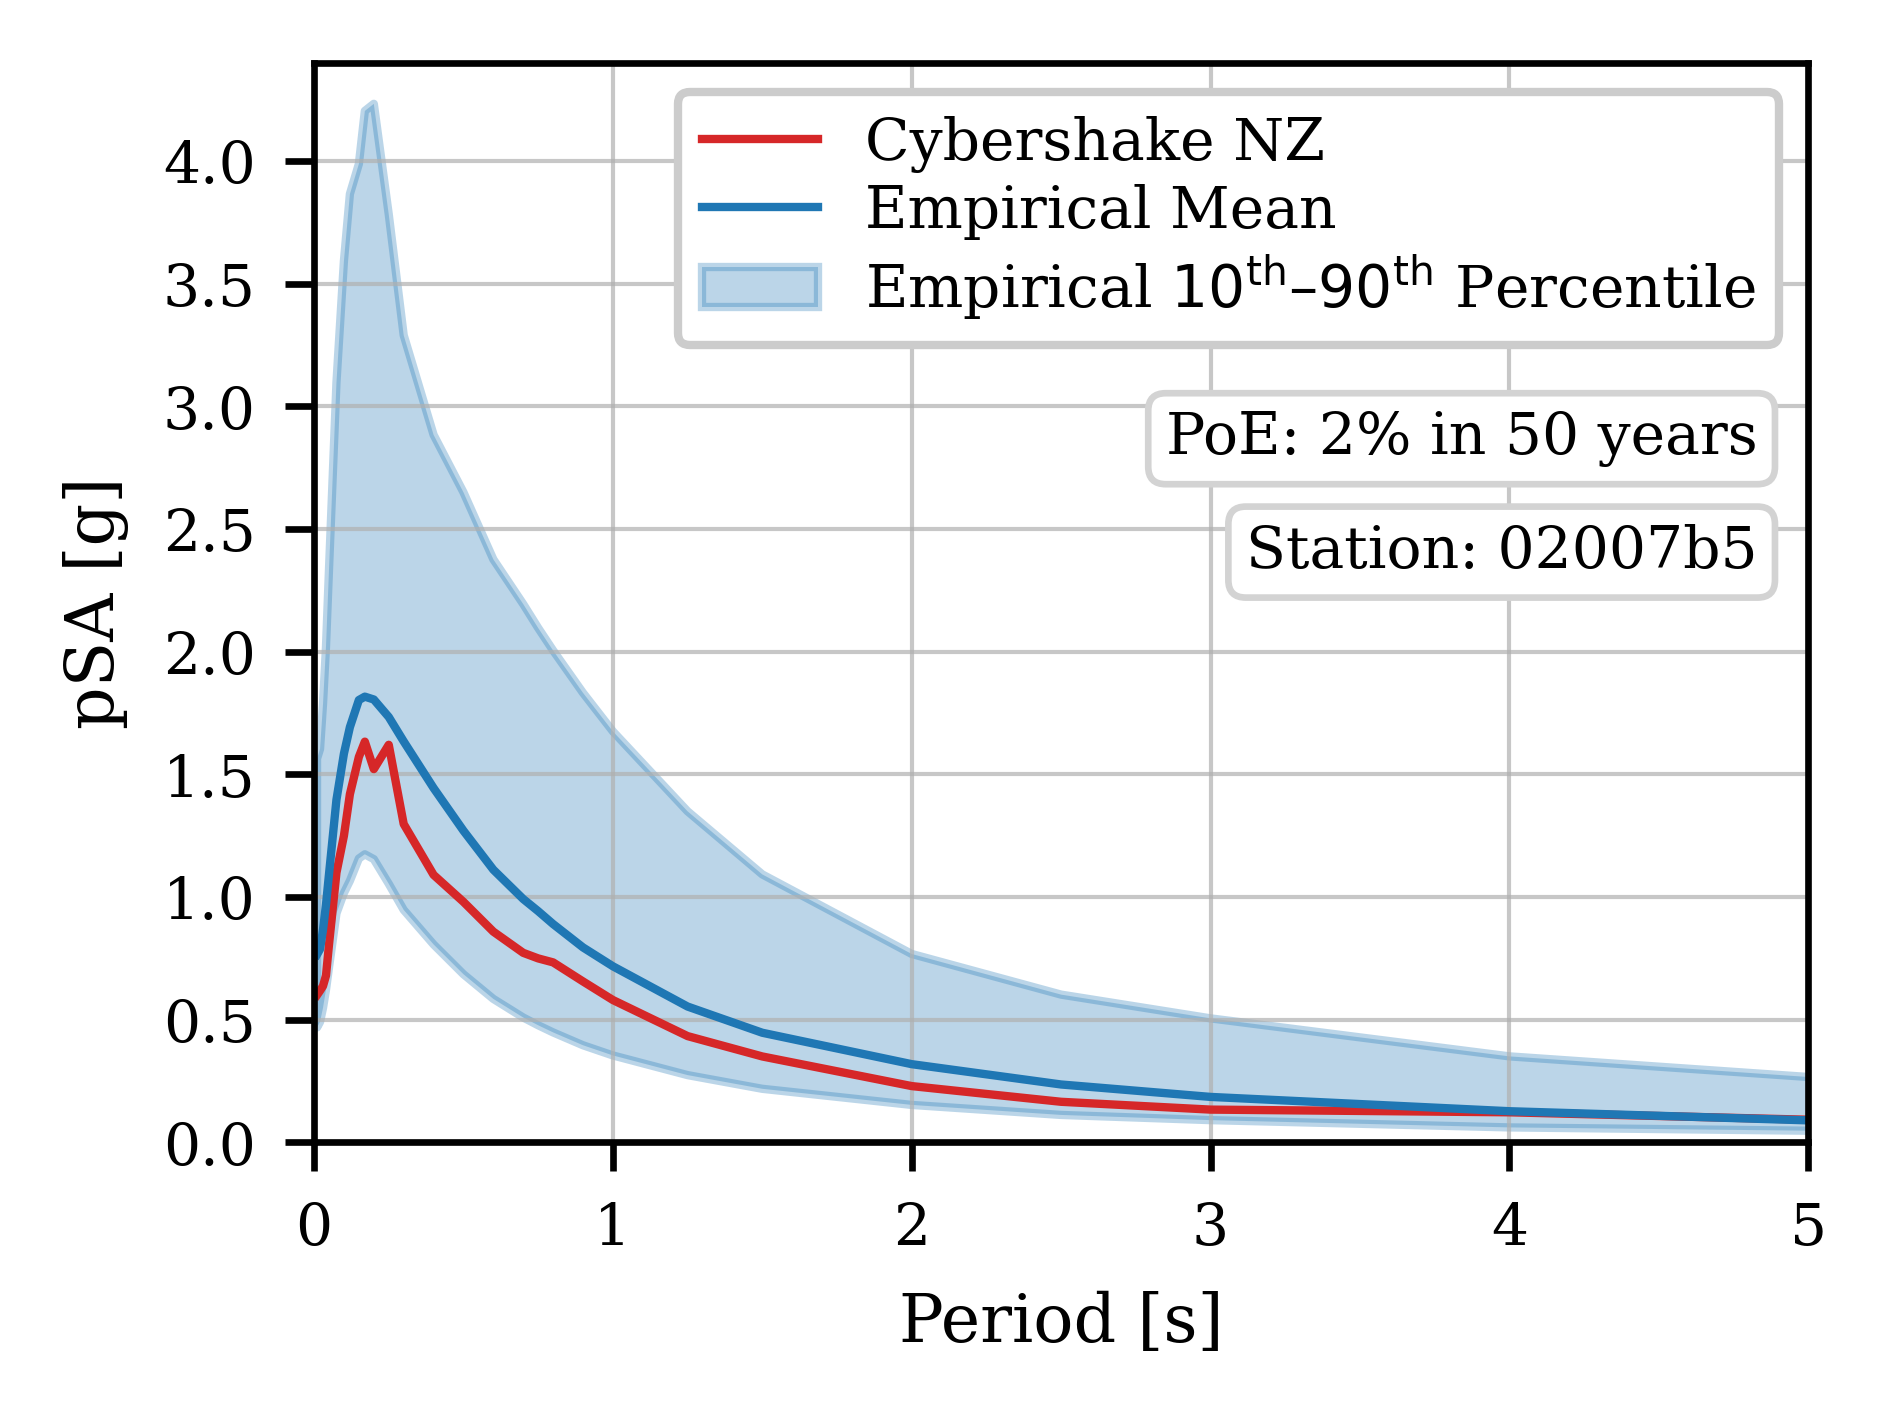 Cybershake NZ
Empirical Mean
Empirical 10th–90th Percentile
PoE: 2% in 50 years
Station: 02007b5
pSA [g]
4.0
3.5
3.0
2.5
2.0
1.5
1.0
0.5
0.0
0 1 2 3 4 5
Period [s]